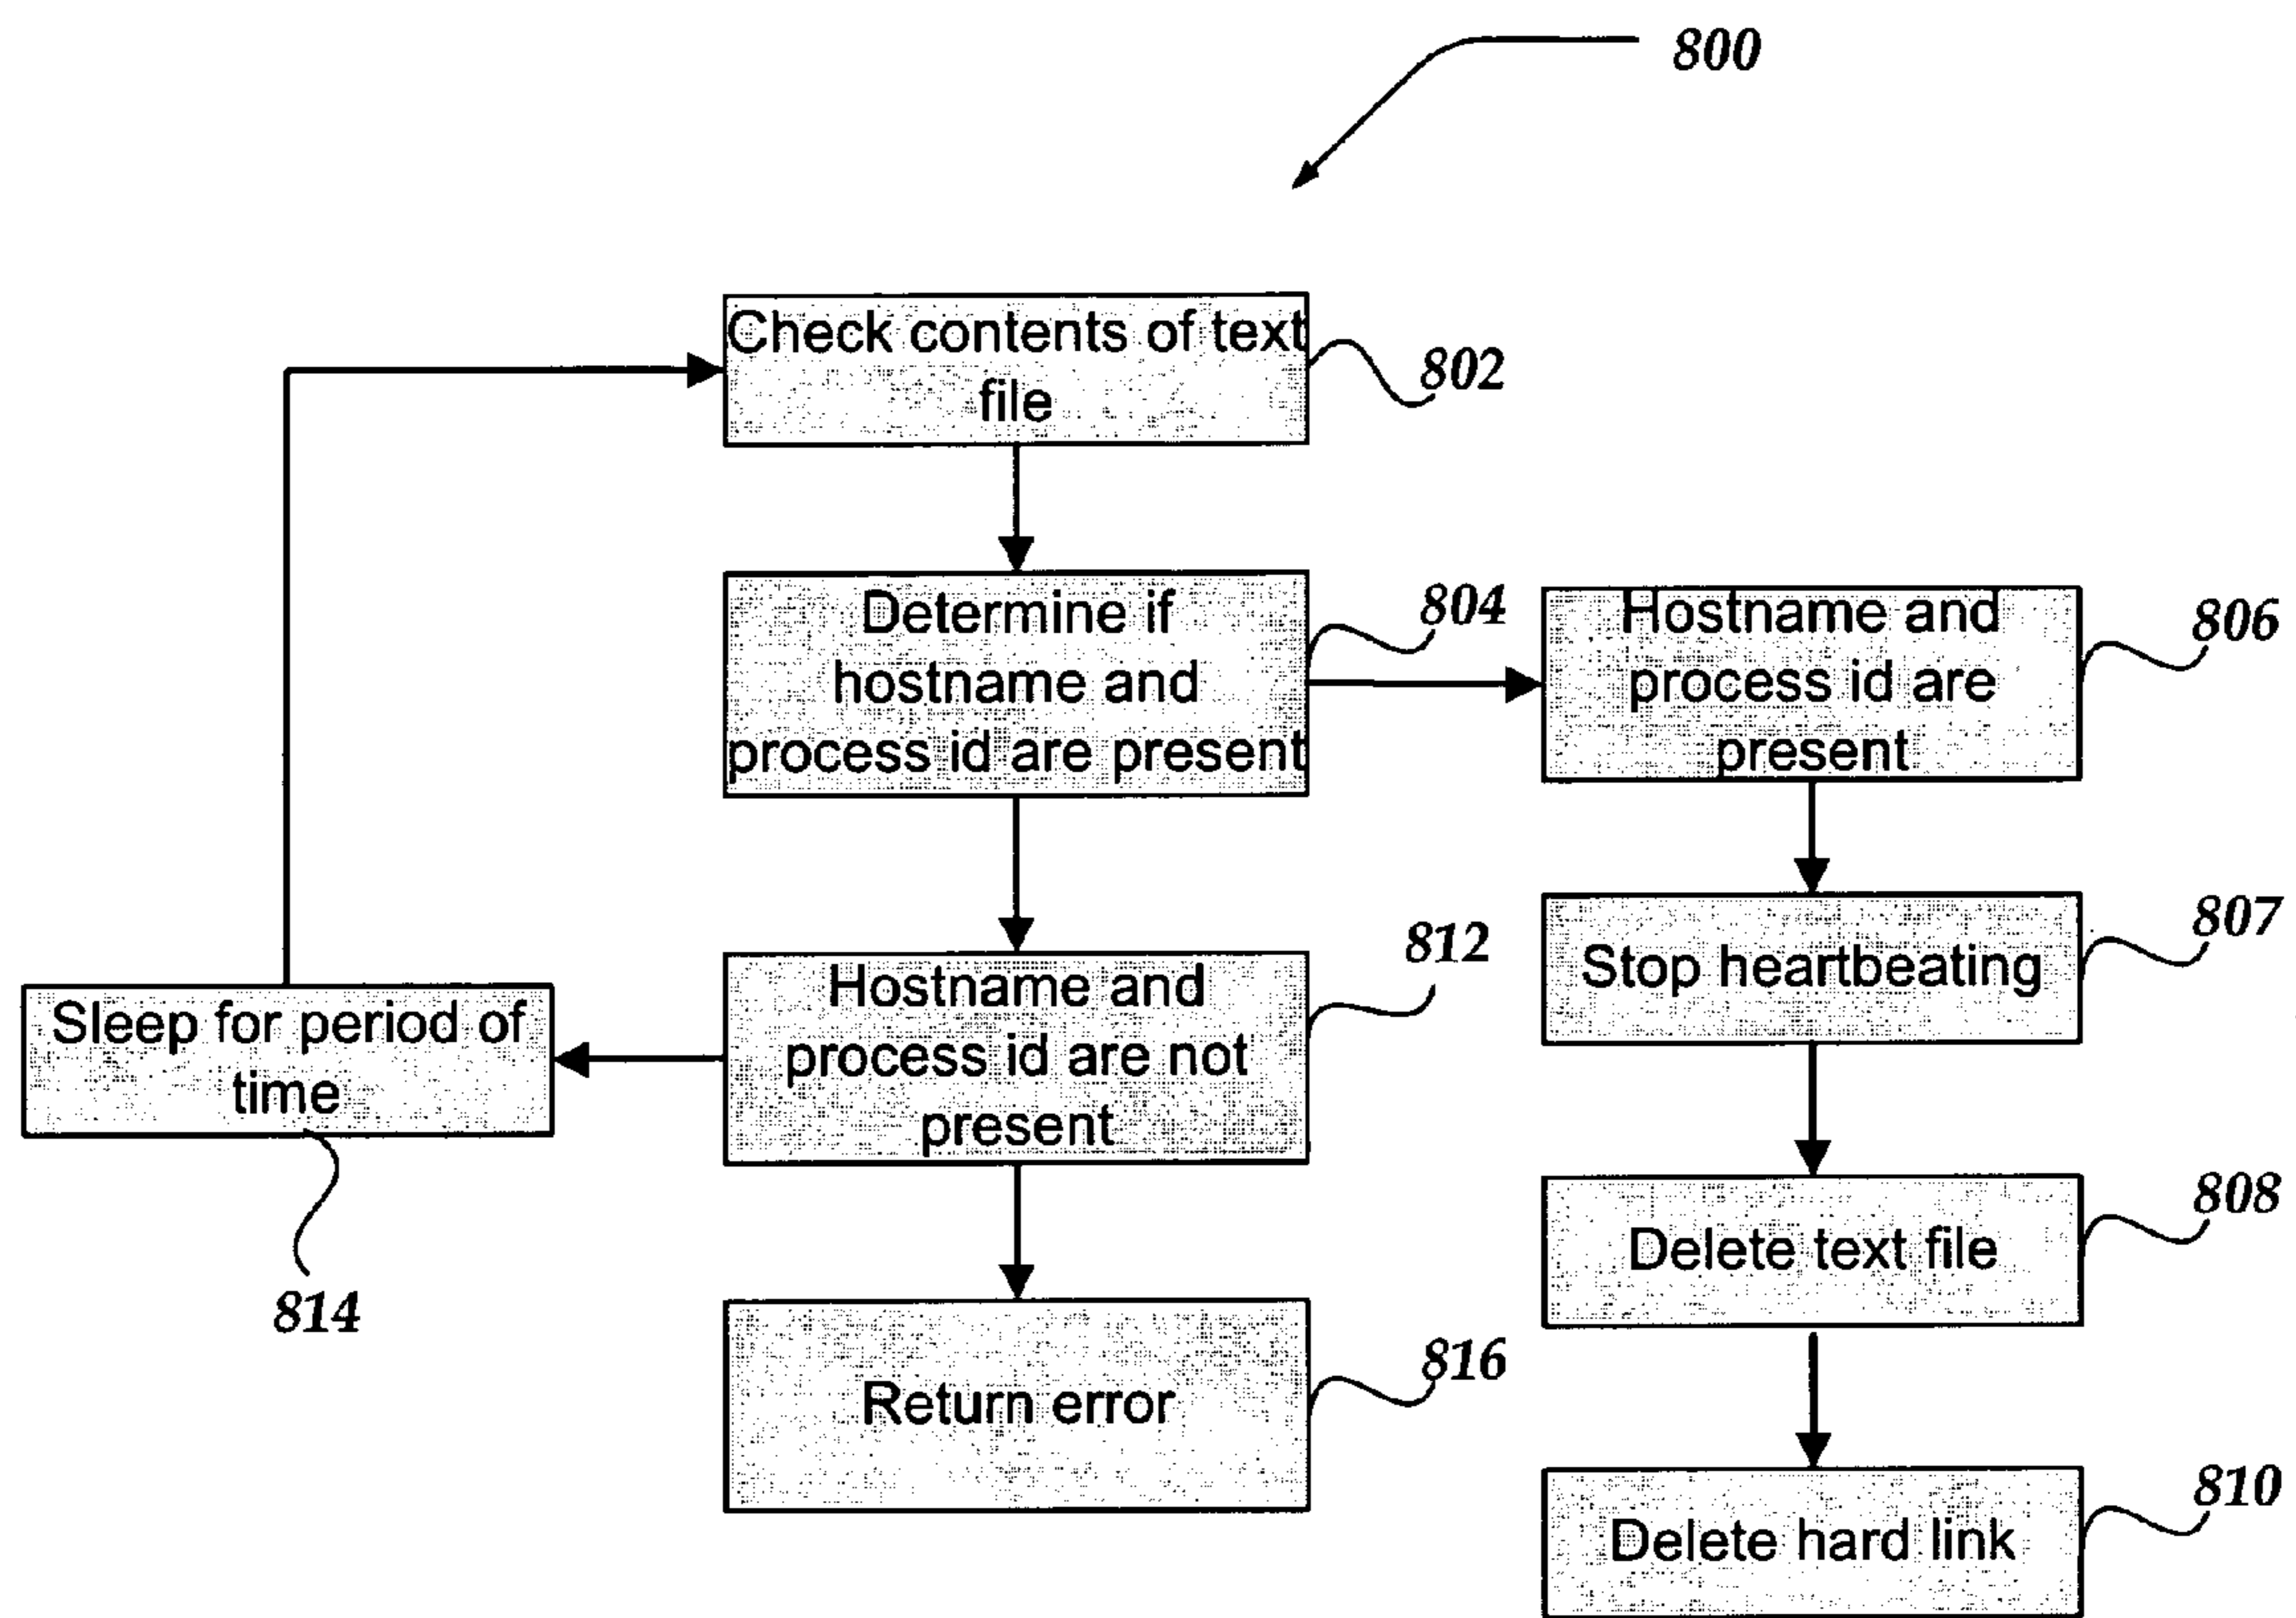 800
Check contents of text
file
802
Determine if
hostname and
process id are present
804
Hostname and
process id are
present
806
Stop heartbeating
807
Hostname and
process id are not
present
812
Sleep for period of
time
814
Delete text file
808
Return error
816
Delete hard link
810